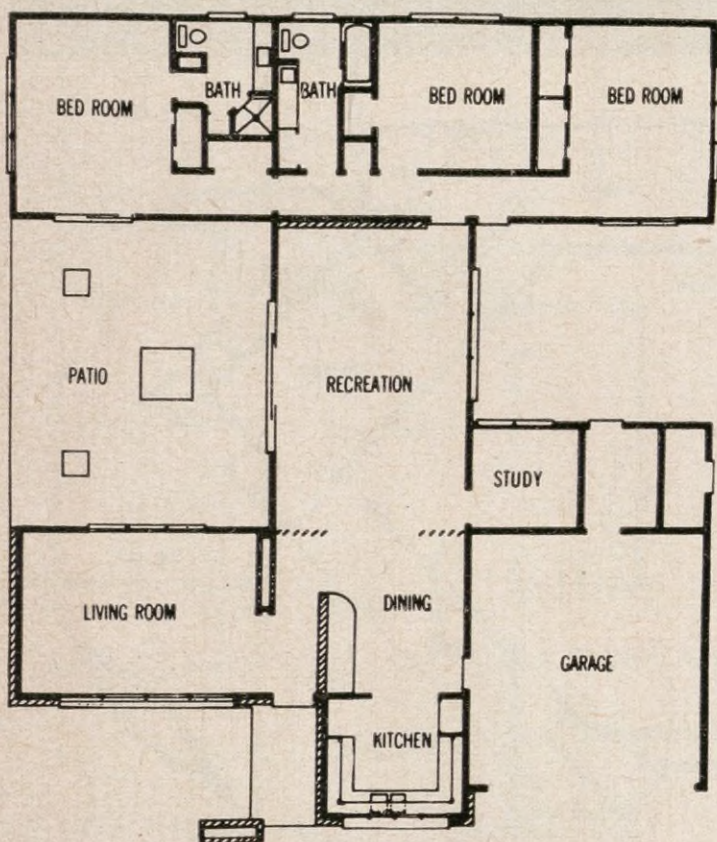 BED ROOM
BATH
BATH
BED ROOM
BED ROOM
PATIO
RECREATION
STUDY
LIVING ROOM
DINING
GARAGE
KITCHEN